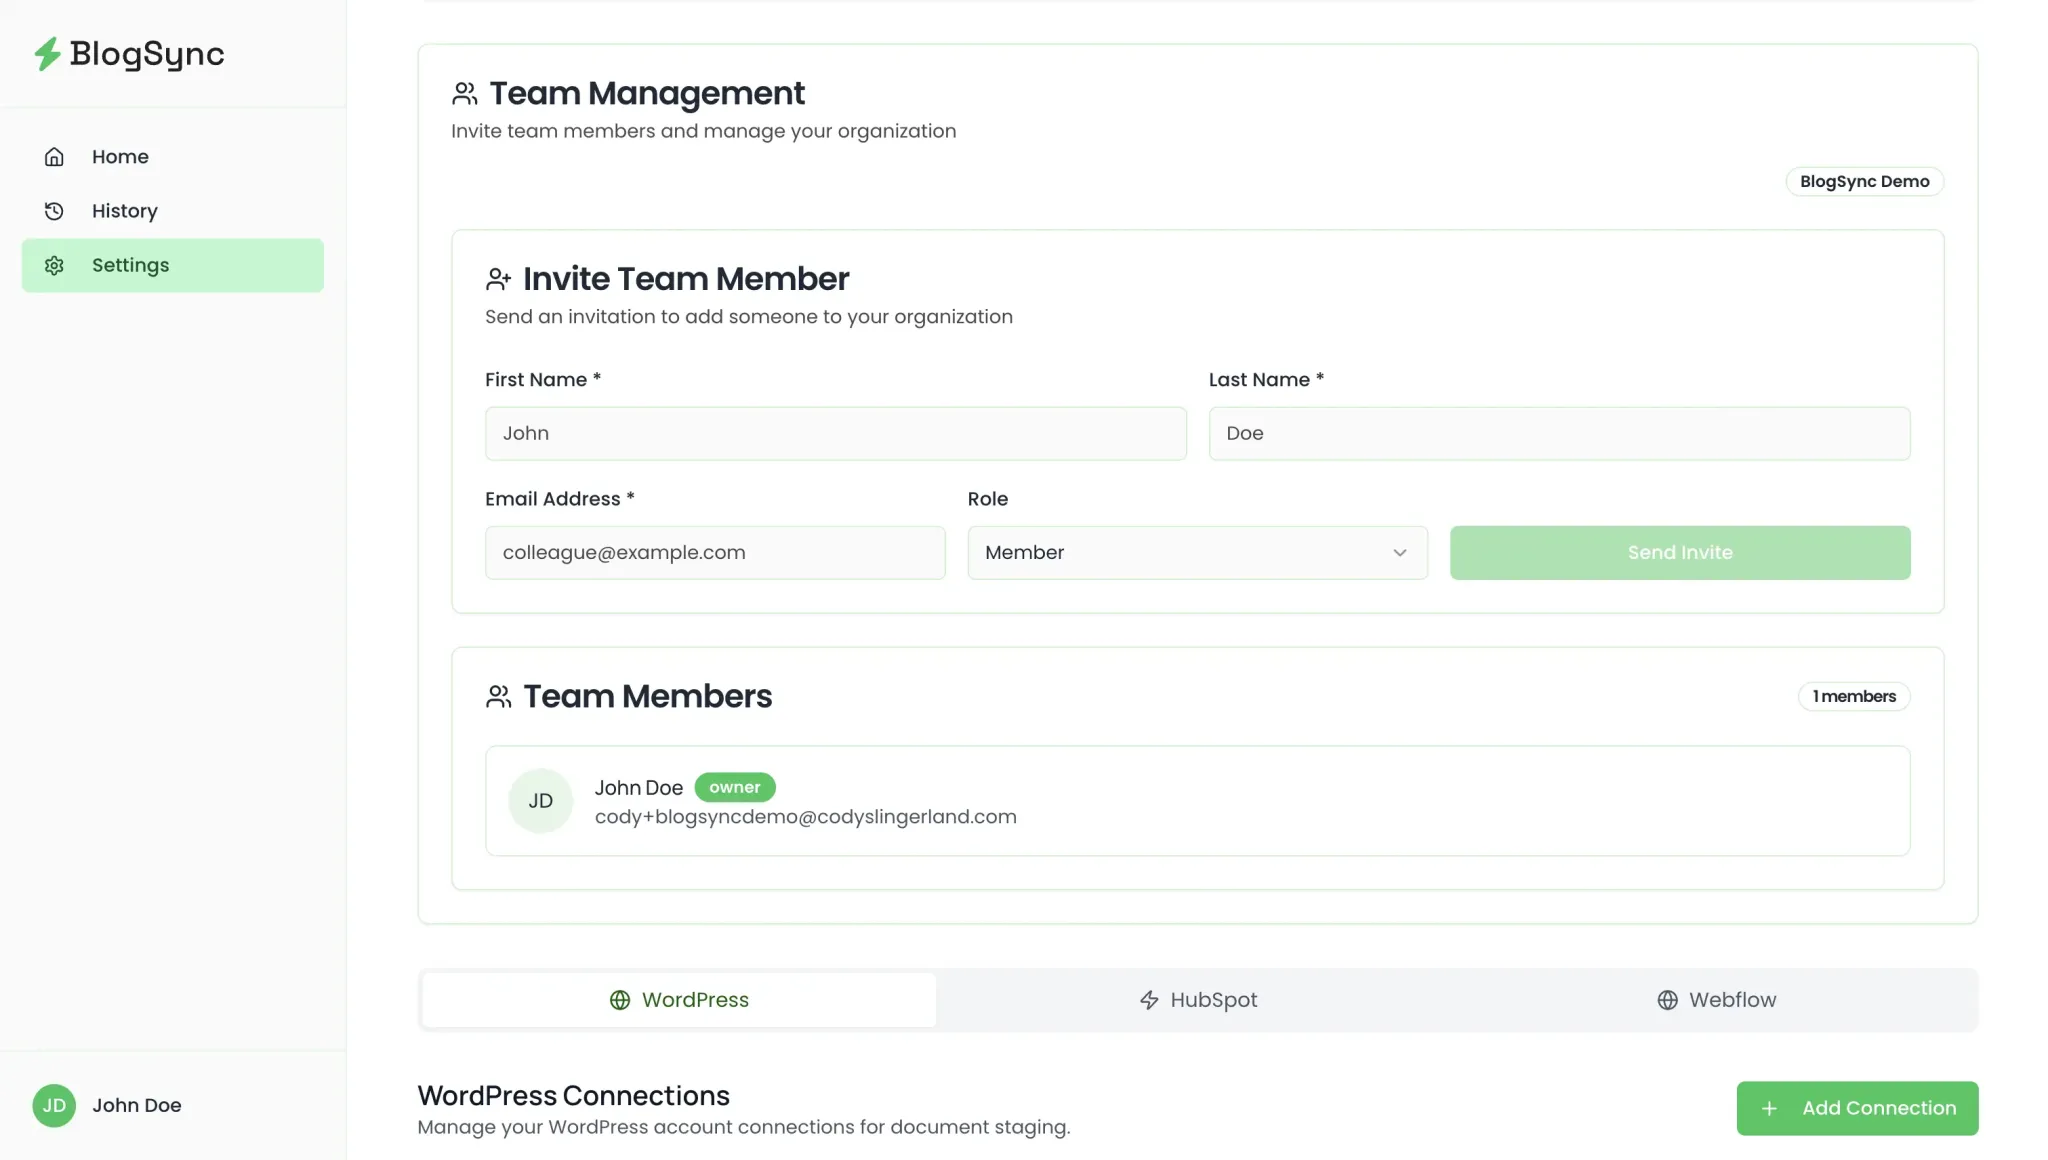 BlogSync
Home
History
Settings
JD John Doe
Team Management
Invite team members and manage your organization
BlogSync Demo
Invite Team Member
Send an invitation to add someone to your organization
First Name * Last Name *
John Doe
Email Address * Role
colleague@example.com Member Send Invite
Team Members 1 members
JD John Doe owner
cody+blogsyncdemo@codyslingerland.com
WordPress HubSpot Webflow
WordPress Connections
Manage your WordPress account connections for document staging.
+ Add Connection